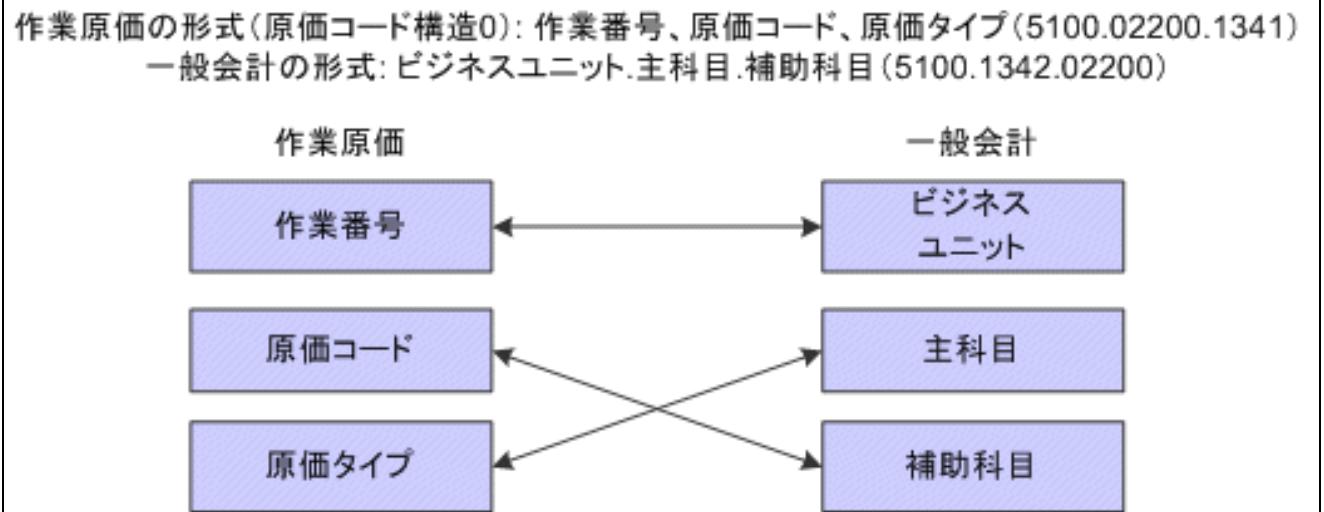 作業原価の形式(原価コード構造0): 作業番号、原価コード、原価タイプ(5100.02200.1341)
一般会計の形式: ビジネスユニット.主科目.補助科目(5100.1342.02200)
作業原価
一般会計
作業番号
ビジネス
ユニット
原価コード
主科目
原価タイプ
補助科目